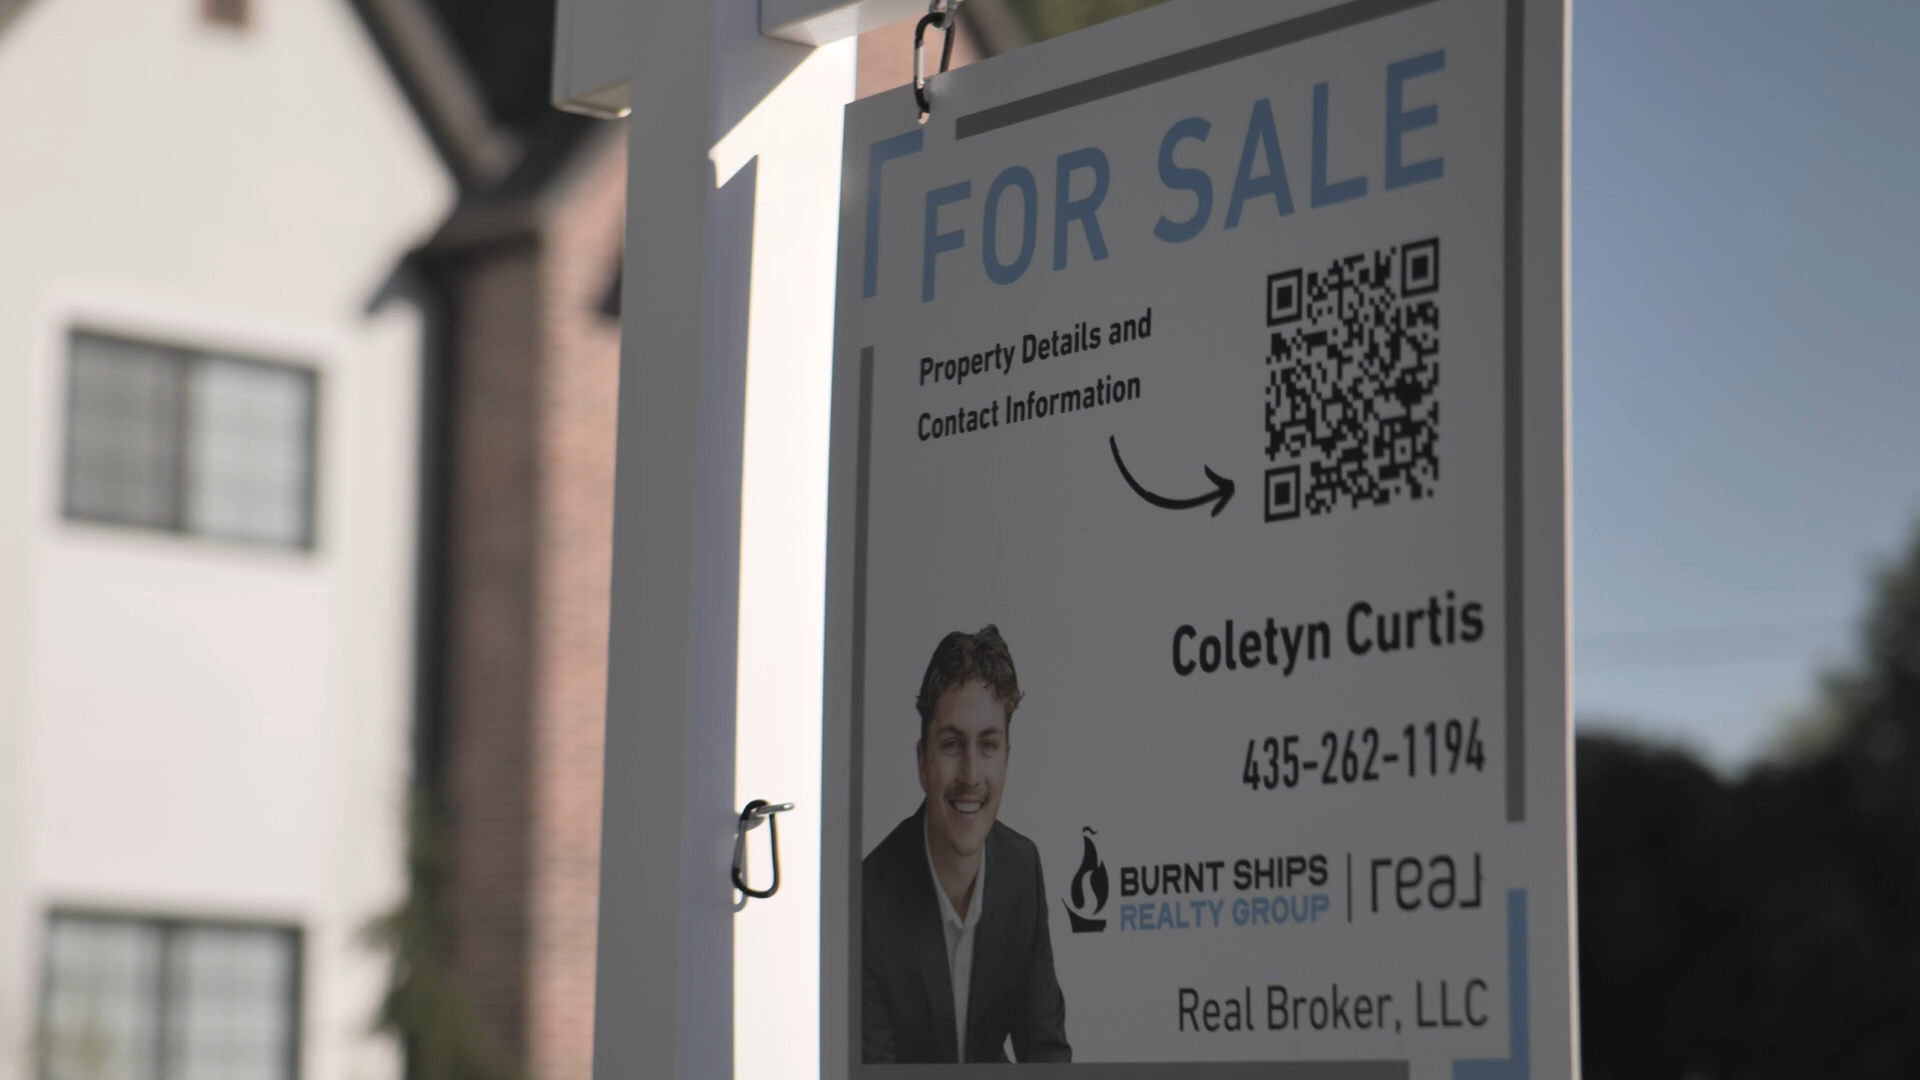 FOR SALE
Property Details and
Contact Information
Coletyn Curtis
435-262-1194
BURNT SHIPS
REALTY GROUP
real
Real Broker, LLC